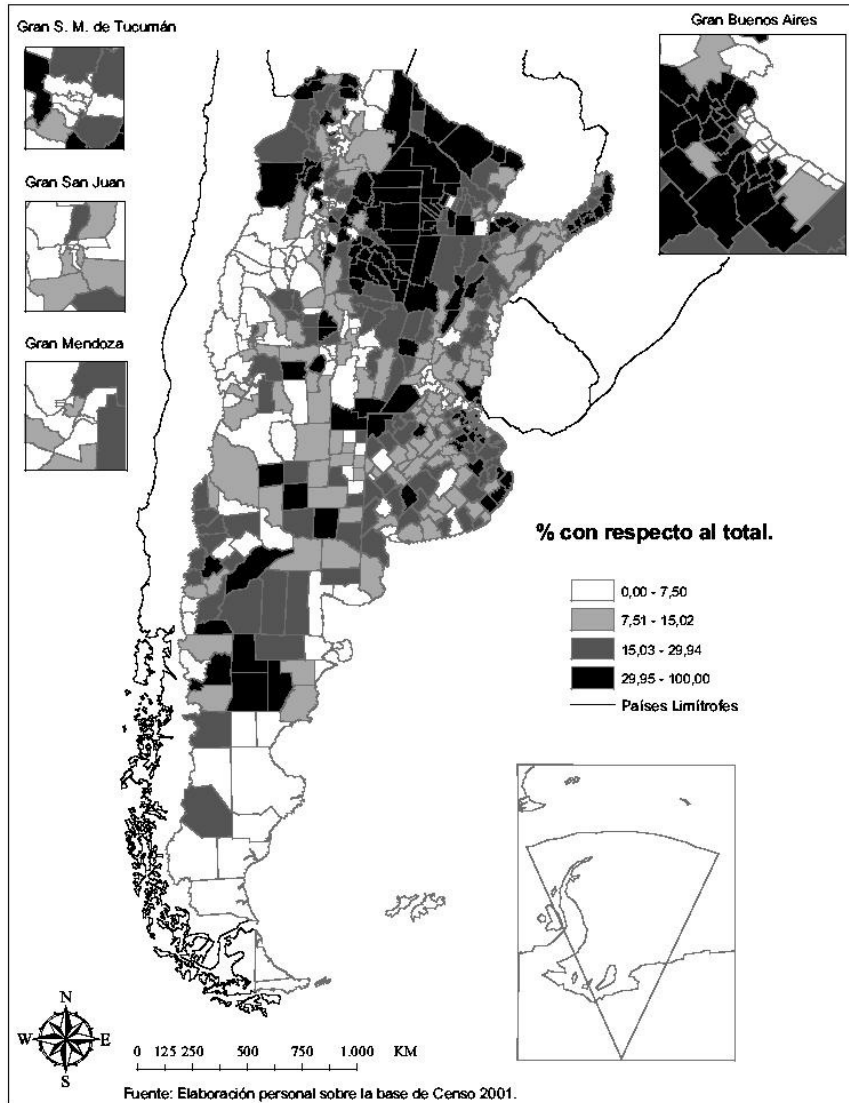 Gran S. M. de Tucumán
Gran Buenos Aires
Gran San Juan
Gran Mendoza
% con respecto al total.
0,00 - 7,50
7,51 - 15,02
15,03 - 29,94
29,95 - 100,00
Países Limítrofes
N
W E
S
0 125 250 500 750 1.000 KM
Fuente: Elaboración personal sobre la base de Censo 2001.